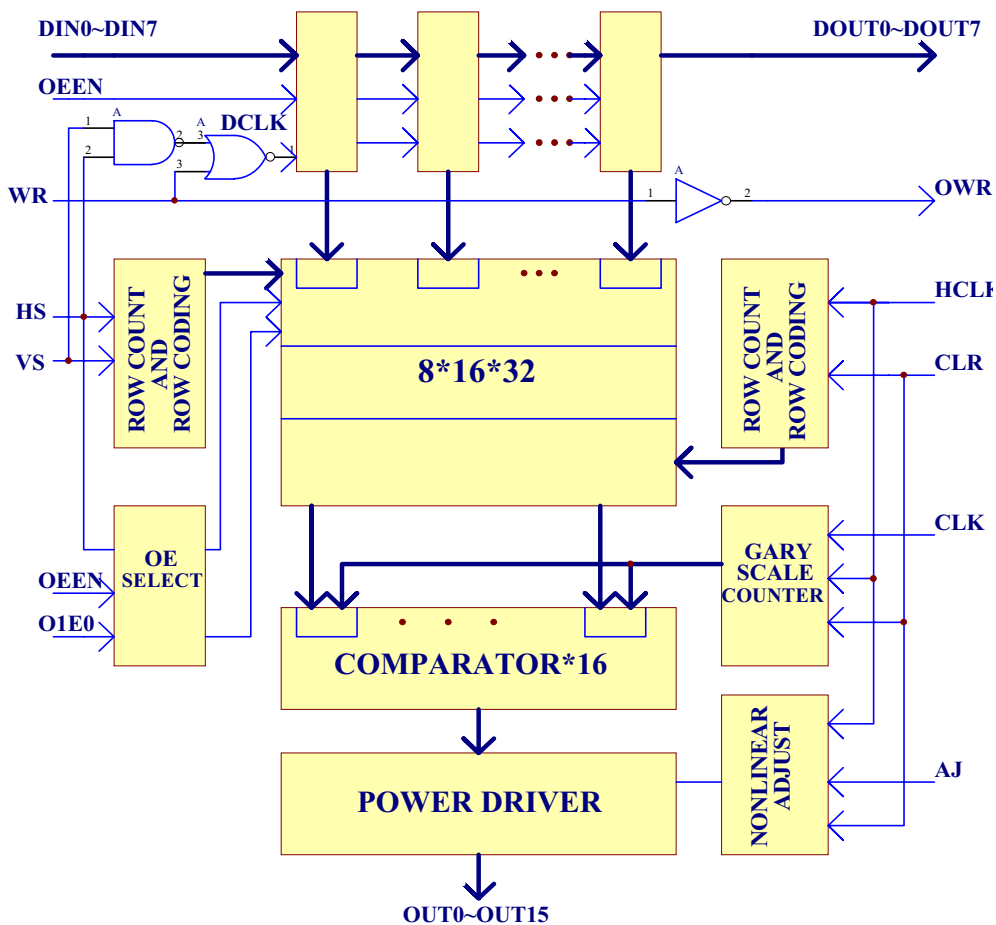 DIN0~DIN7
DOUT0~DOUT7
OEEN
A
1
2
2
A
3
3
DCLK
1
WR
A
1
2
OWR
HS
VS
ROW COUNT
AND
ROW CODING
8*16*32
ROW COUNT
AND
ROW CODING
HCLK
CLR
OEEN
O1E0
OE
SELECT
GARY
SCALE
COUNTER
CLK
COMPARATOR*16
POWER DRIVER
NONLINEAR
ADJUST
AJ
OUT0~OUT15